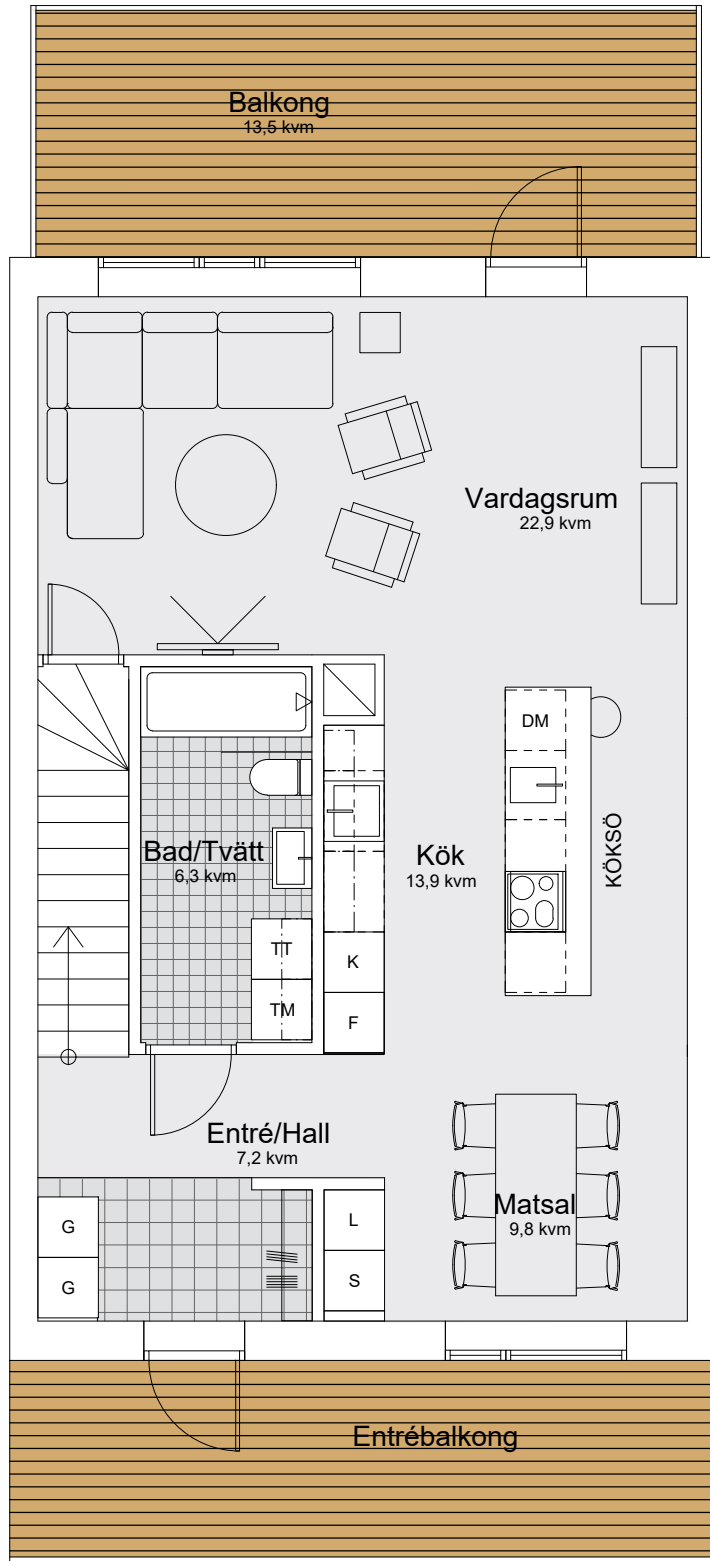 Balkong
13,5 kvm
Vardagsrum
22,9 kvm
DM
KÖKSÖ
Bad/Tvätt
6,3 kvm
Kök
13,9 kvm
TT
K
TM
F
Entré/Hall
7,2 kvm
Matsal
9,8 kvm
G
L
G
S
Entrébalkong